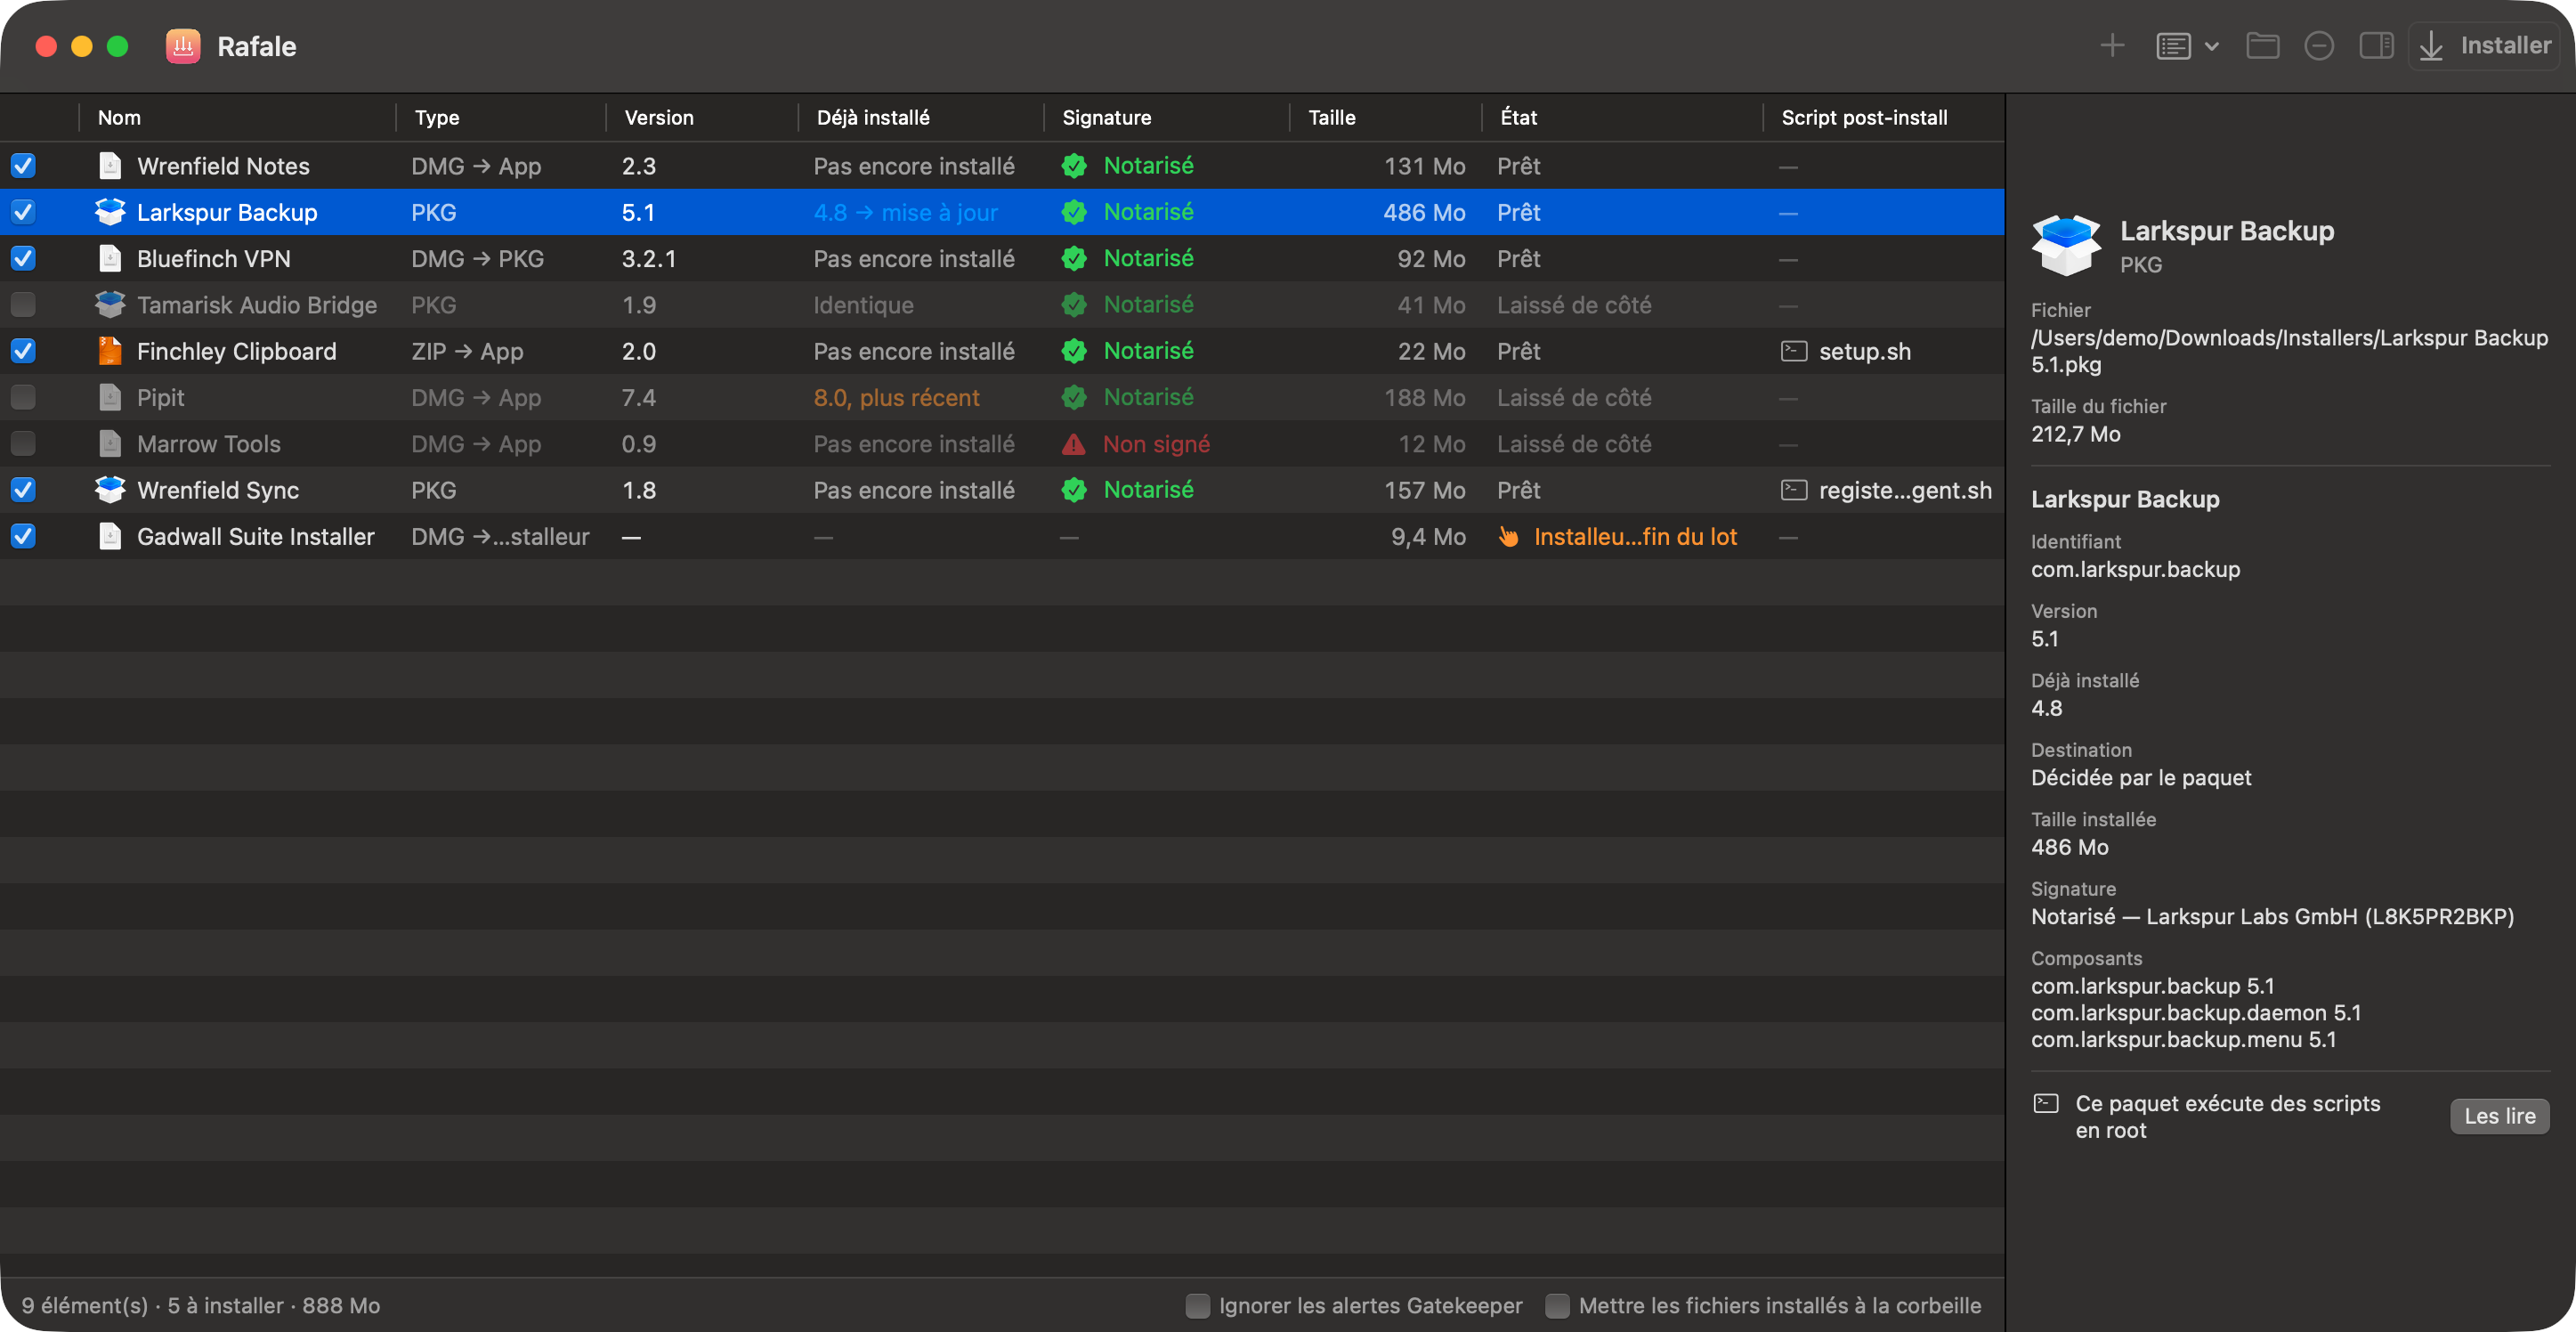 Rafale
Installer
Nom Type Version Déjà installé Signature Taille État Script post-install
Wrenfield Notes DMG → App 2.3 Pas encore installé Notarisé 131 Mo Prêt —
Larkspur Backup PKG 5.1 4.8 → mise à jour Notarisé 486 Mo Prêt —
Bluefinch VPN DMG → PKG 3.2.1 Pas encore installé Notarisé 92 Mo Prêt —
Tamarisk Audio Bridge PKG 1.9 Identique Notarisé 41 Mo Laissé de côté —
Finchley Clipboard ZIP → App 2.0 Pas encore installé Notarisé 22 Mo Prêt setup.sh
Pipit DMG → App 7.4 8.0, plus récent Notarisé 188 Mo Laissé de côté —
Marrow Tools DMG → App 0.9 Pas encore installé Non signé 12 Mo Laissé de côté —
Wrenfield Sync PKG 1.8 Pas encore installé Notarisé 157 Mo Prêt registe...gent.sh
Gadwall Suite Installer DMG →...stalleur — — — 9,4 Mo Installeu...fin du lot —
9 élément(s) · 5 à installer · 888 Mo
Ignorer les alertes Gatekeeper
Mettre les fichiers installés à la corbeille
Larkspur Backup
PKG
Fichier
/Users/demo/Downloads/Installers/Larkspur Backup
5.1.pkg
Taille du fichier
212,7 Mo
Larkspur Backup
Identifiant
com.larkspur.backup
Version
5.1
Déjà installé
4.8
Destination
Décidée par le paquet
Taille installée
486 Mo
Signature
Notarisé — Larkspur Labs GmbH (L8K5PR2BKP)
Composants
com.larkspur.backup 5.1
com.larkspur.backup.daemon 5.1
com.larkspur.backup.menu 5.1
Ce paquet exécute des scripts
en root
Les lire